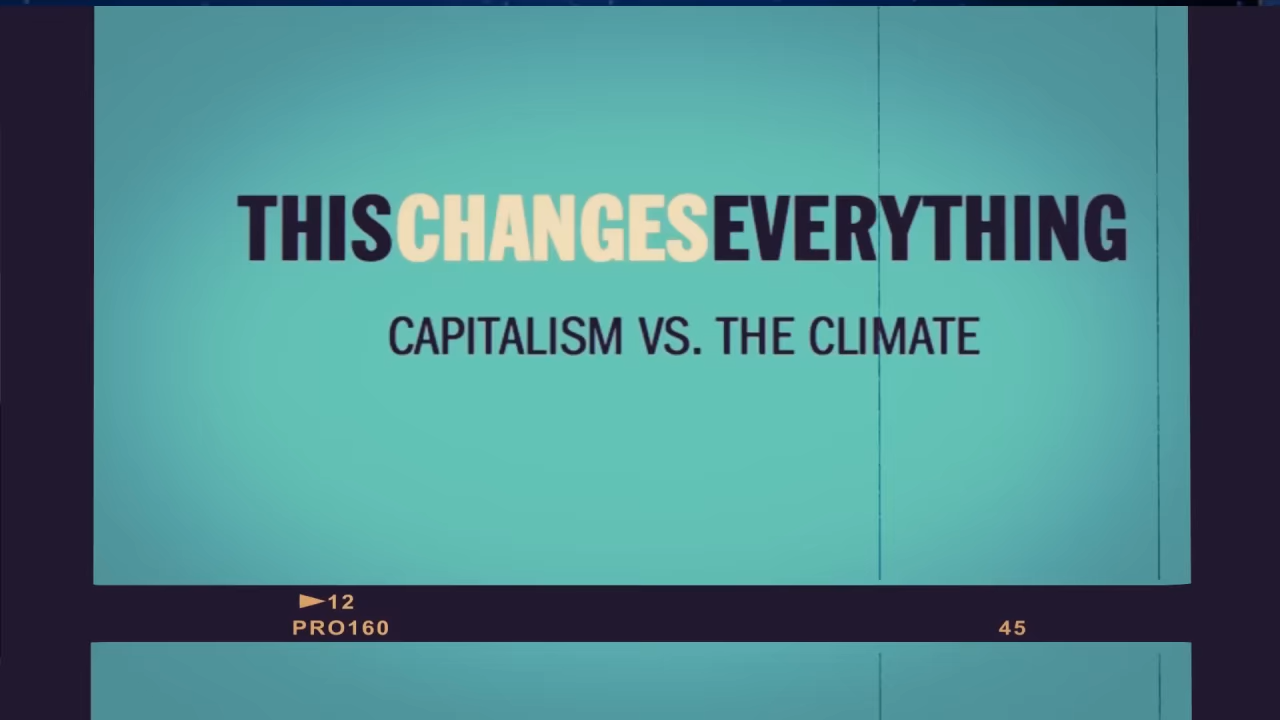 THISCHANGESEVERYTHING
CAPITALISM VS. THE CLIMATE
12
PRO160
45